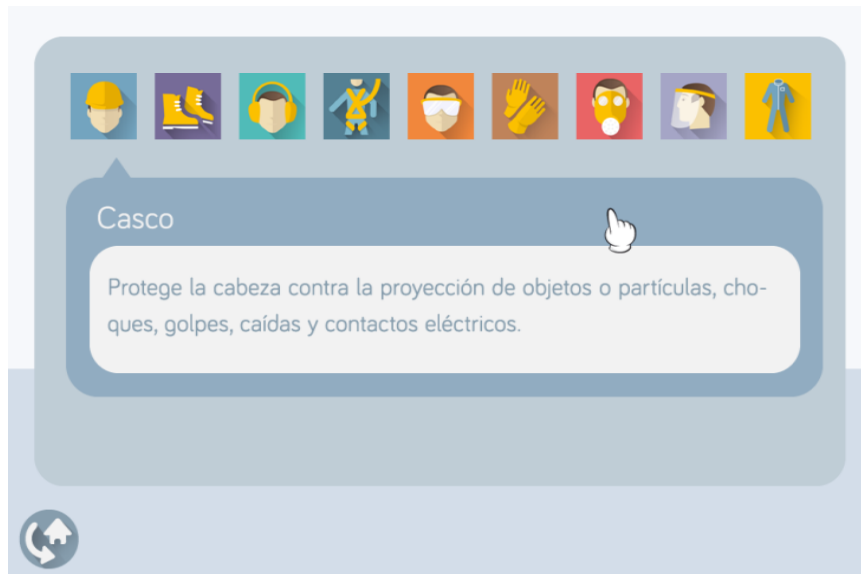 Casco
Protege la cabeza contra la proyección de objetos o partículas, cho-
ques, golpes, caídas y contactos eléctricos.